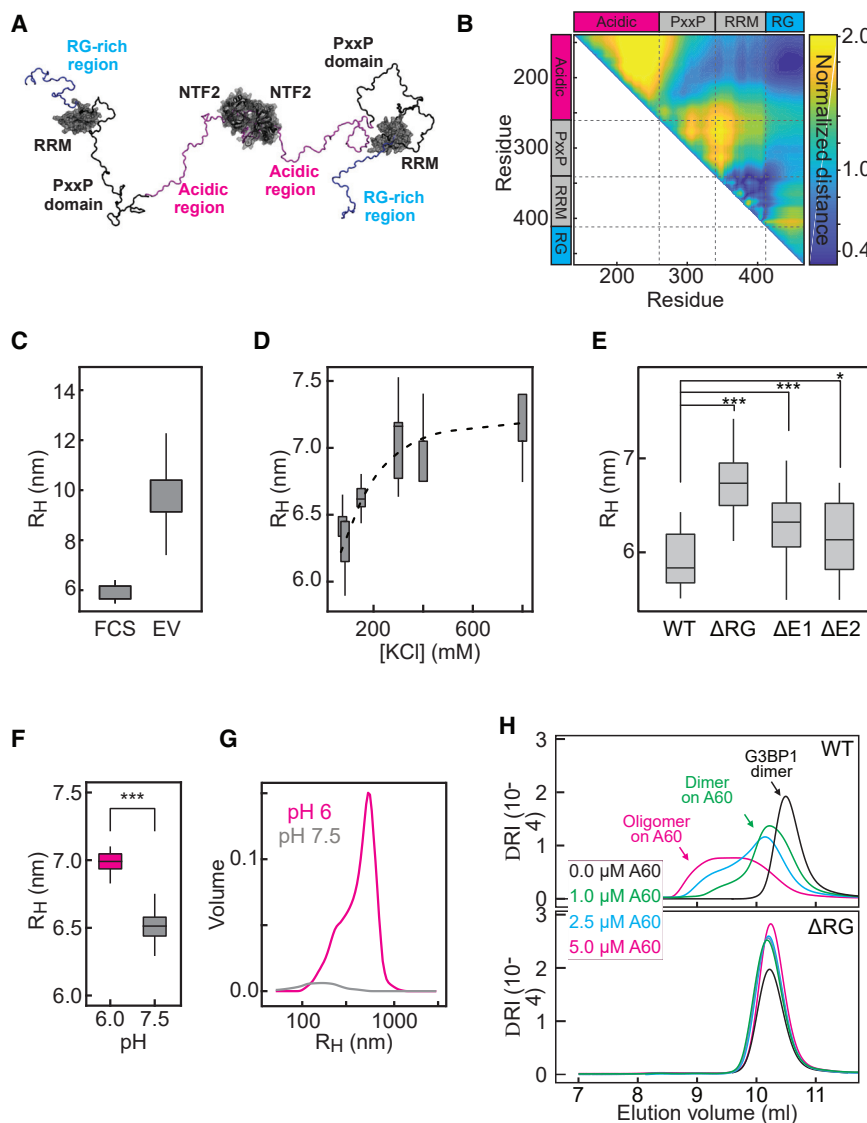 A
RG-rich
region
RRM
PxxP
domain
NTF2
NTF2
Acidic
region
Acidic
region
PxxP
domain
RRM
RG-rich
region
B
Acidic PxxP RRM RG
Acidic
PxxP
RRM
RG
Residue
200
300
400
200 300 400
Residue
2.0
1.0
0.4
Normalized distance
C
RH (nm)
14
12
10
8
6
FCS EV
D
RH (nm)
7.5
7.0
6.5
6.0
200 600
[KCl] (mM)
E
RH (nm)
7
6
***
***
*
WT ΔRG ΔE1 ΔE2
F
RH (nm)
7.5
7.0
6.5
6.0
***
6.0 7.5
pH
G
Volume
0.1
0.0
pH 6
pH 7.5
100 1000
RH (nm)
H
WT
DRI (10-
4)
3
2
1
0
G3BP1
dimer
Dimer
on A60
Oligomer
on A60
0.0 µM A60
1.0 µM A60
2.5 µM A60
5.0 µM A60
ΔRG
DRI (10-
4)
3
2
1
0
7 8 9 10 11
Elution volume (ml)